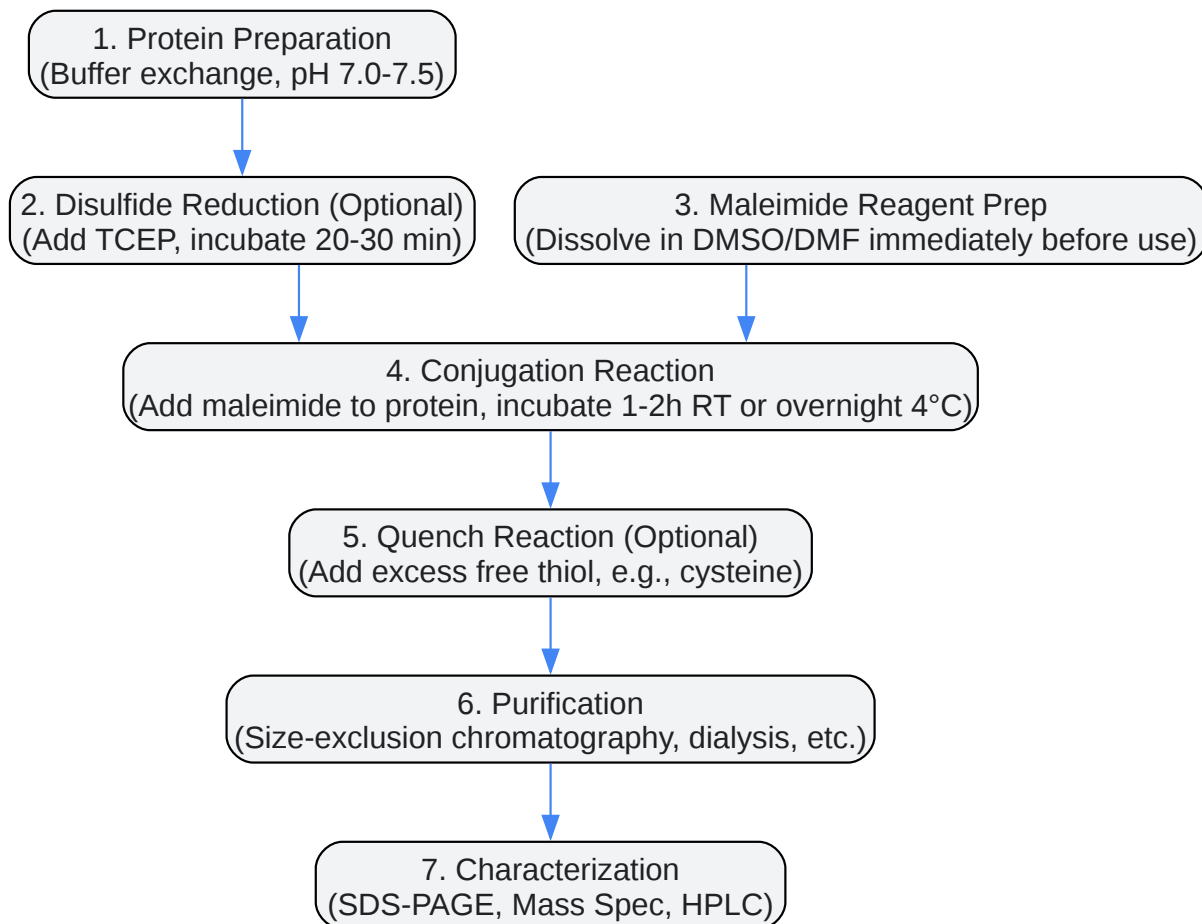 1. Protein Preparation
(Buffer exchange, pH 7.0-7.5)
2. Disulfide Reduction (Optional)
(Add TCEP, incubate 20-30 min)
3. Maleimide Reagent Prep
(Dissolve in DMSO/DMF immediately before use)
4. Conjugation Reaction
(Add maleimide to protein, incubate 1-2h RT or overnight 4°C)
5. Quench Reaction (Optional)
(Add excess free thiol, e.g., cysteine)
6. Purification
(Size-exclusion chromatography, dialysis, etc.)
7. Characterization
(SDS-PAGE, Mass Spec, HPLC)